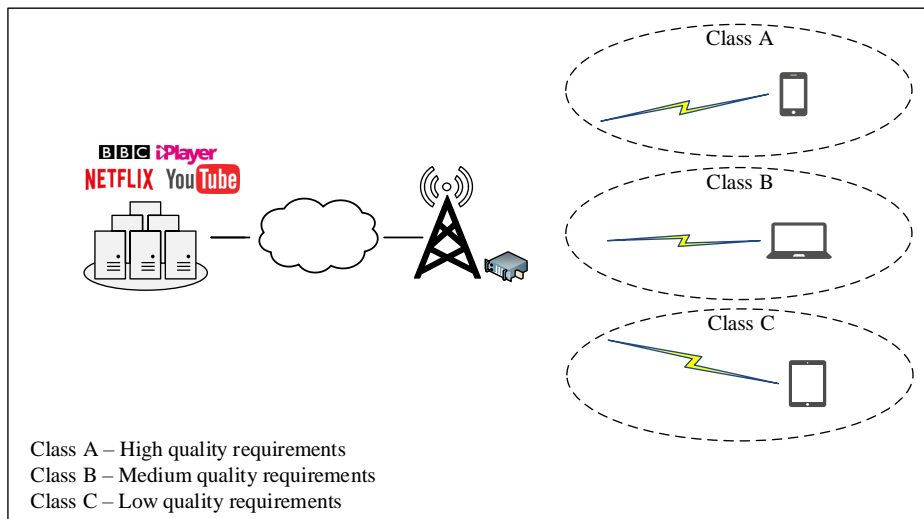 Class A
BBC iPlayer
NETFLIX YouTube
Class B
Class C
Class A – High quality requirements
Class B – Medium quality requirements
Class C – Low quality requirements